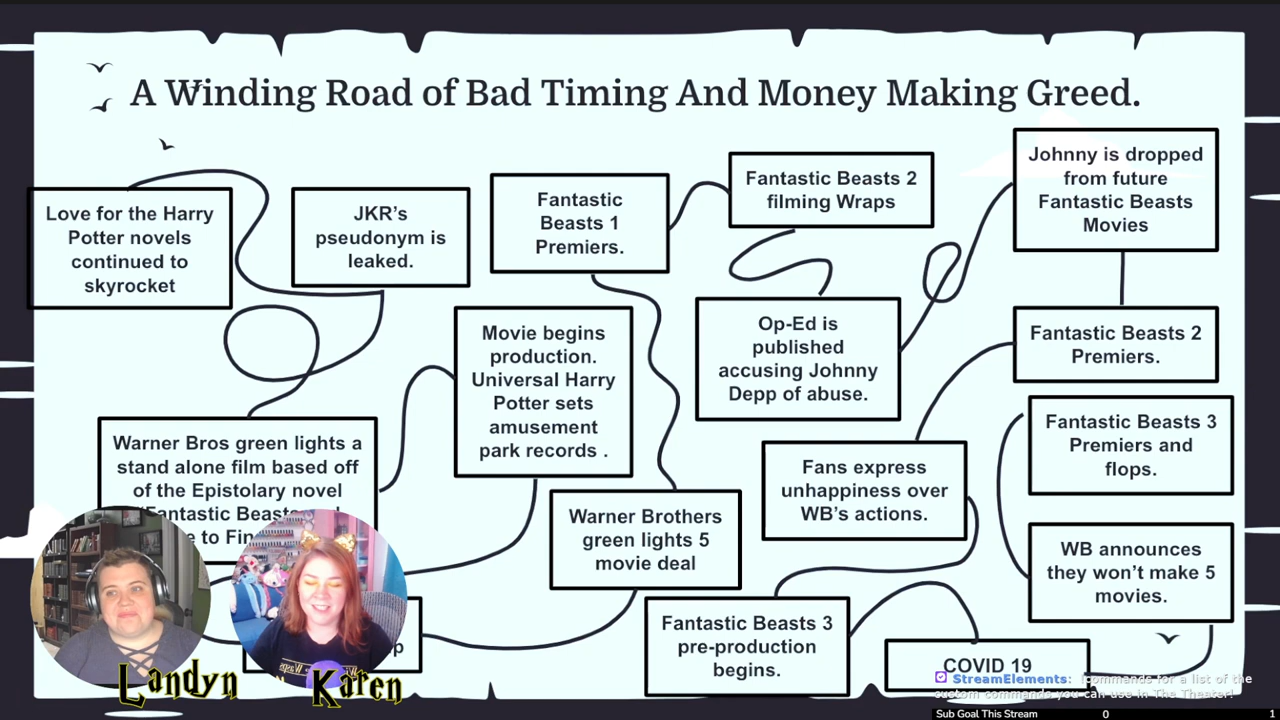 A Winding Road of Bad Timing And Money Making Greed.
Love for the Harry
Potter novels
continued to
skyrocket
JKR’s
pseudonym is
leaked.
Warner Bros green lights a
stand alone film based off
of the Epistolary novel
Fantastic Beasts
to
Movie begins
production.
Universal Harry
Potter sets
amusement
park records .
Fantastic
Beasts 1
Premiers.
Warner Brothers
green lights 5
movie deal
Fantastic Beasts 2
filming Wraps
Op-Ed is
published
accusing Johnny
Depp of abuse.
Johnny is dropped
from future
Fantastic Beasts
Movies
Fantastic Beasts 2
Premiers.
Fans express
unhappiness over
WB’s actions.
Fantastic Beasts 3
pre-production
begins.
COVID 19
Fantastic Beasts 3
Premiers and
flops.
WB announces
they won’t make 5
movies.
Landyn
Karen
StreamElements: !commands for a list of the
custom commands you can use in The Theater!
Sub Goal This Stream 0 1